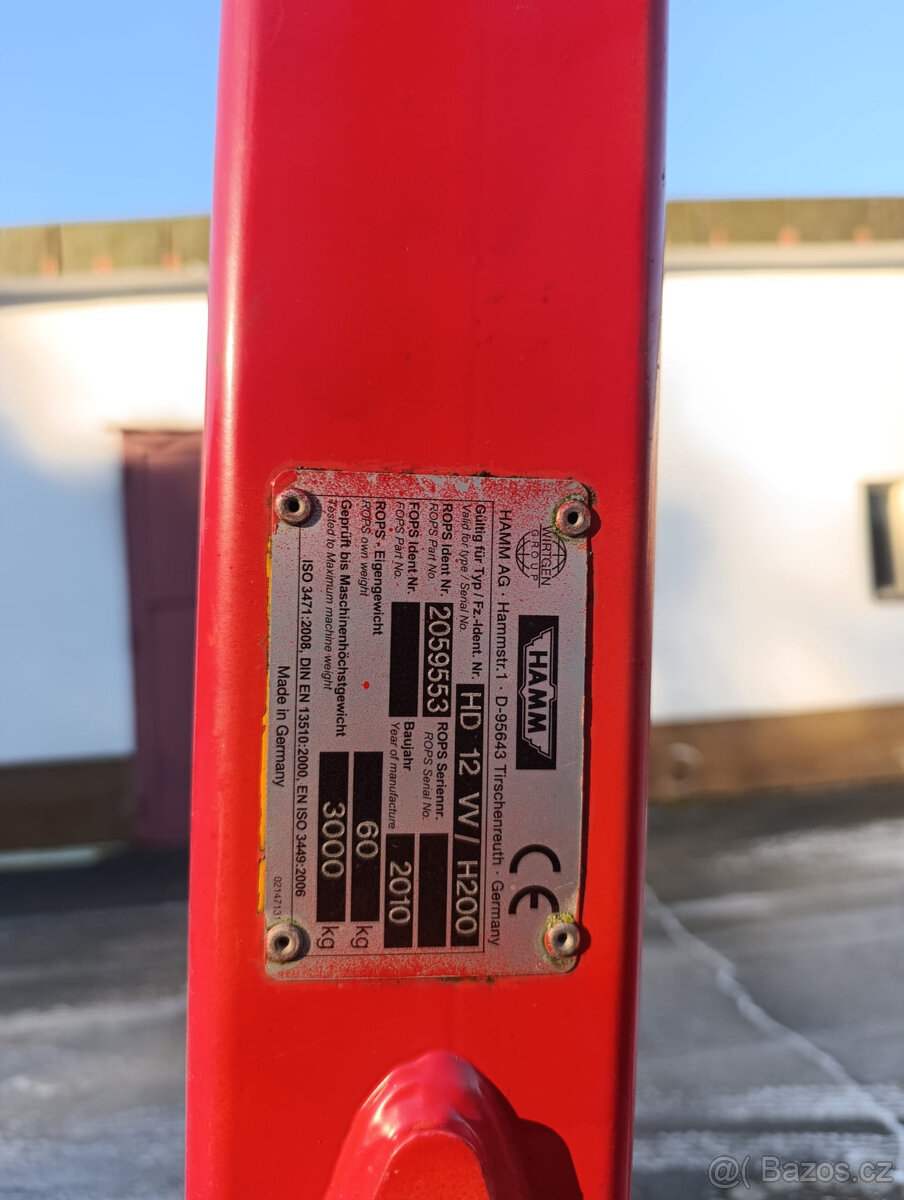 WIRTGEN
GROUP
HAMM
CE
HAMM AG · Hammstr.1 · D-95643 Tirschenreuth · Germany
Gültig für Typ / Fz.-Ident. Nr. HD 12 VV/ H200
Valid for type / Serial No
ROPS Ident Nr. 2059553 ROPS Seriennr.
ROPS Part No. ROPS Serial No.
FOPS Ident Nr. Baujahr 2010
FOPS Part No. Year of manufacture
ROPS - Eigengewicht 60 kg
ROPS own weight
Geprüft bis Maschinenhöchstgewicht 3000 kg
Tested to Maximum machine weight
ISO 3471:2008, DIN EN 13510:2000, EN ISO 3449:2006
Made in Germany
02147131
@( Bazos.cz